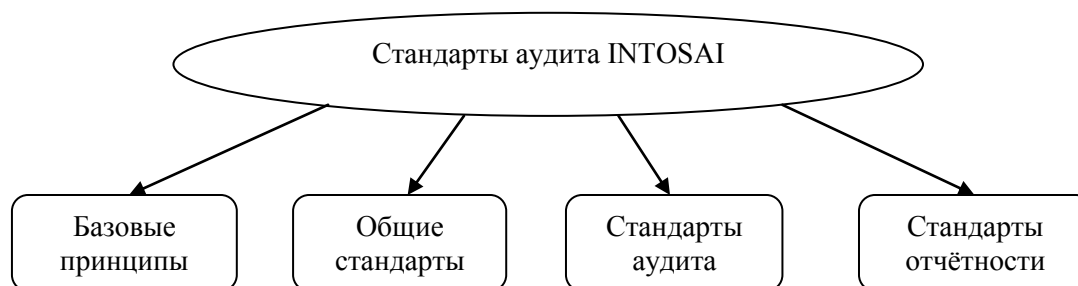 Стандарты аудита INTOSAI
Базовые
принципы
Общие
стандарты
Стандарты
аудита
Стандарты
отчётности